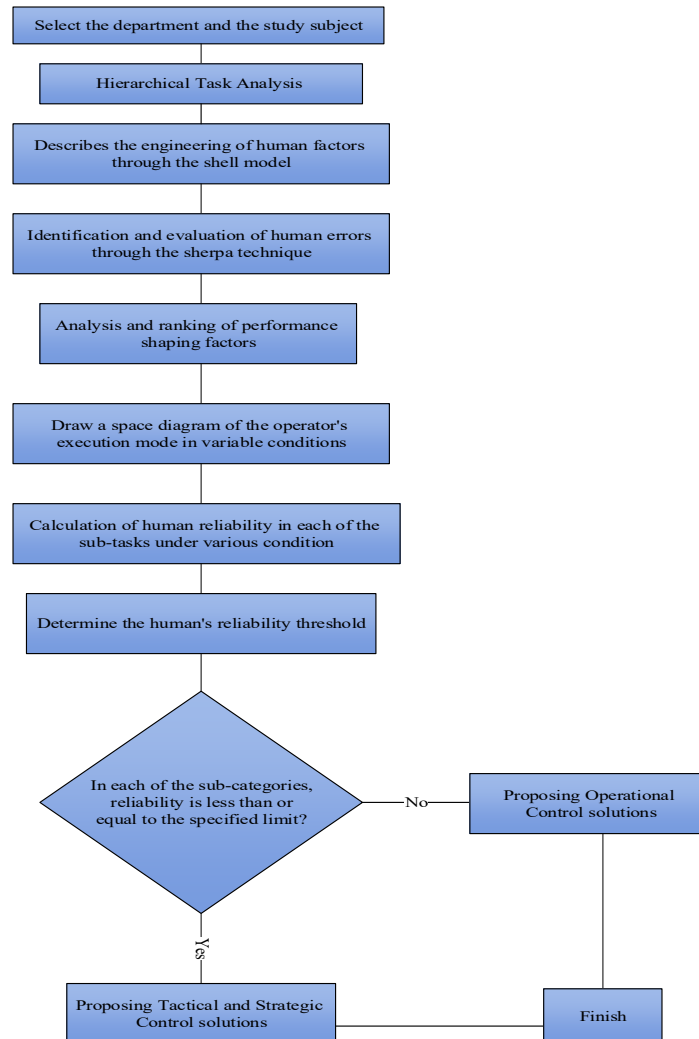 Select the department and the study subject
Hierarchical Task Analysis
Describes the engineering of human factors
through the shell model
Identification and evaluation of human errors
through the sherpa technique
Analysis and ranking of performance
shaping factors
Draw a space diagram of the operator's
execution mode in variable conditions
Calculation of human reliability in each of the
sub-tasks under various condition
Determine the human's reliability threshold
In each of the sub-categories,
reliability is less than or
equal to the specified limit?
No
Proposing Operational
Control solutions
Yes
Proposing Tactical and Strategic
Control solutions
Finish